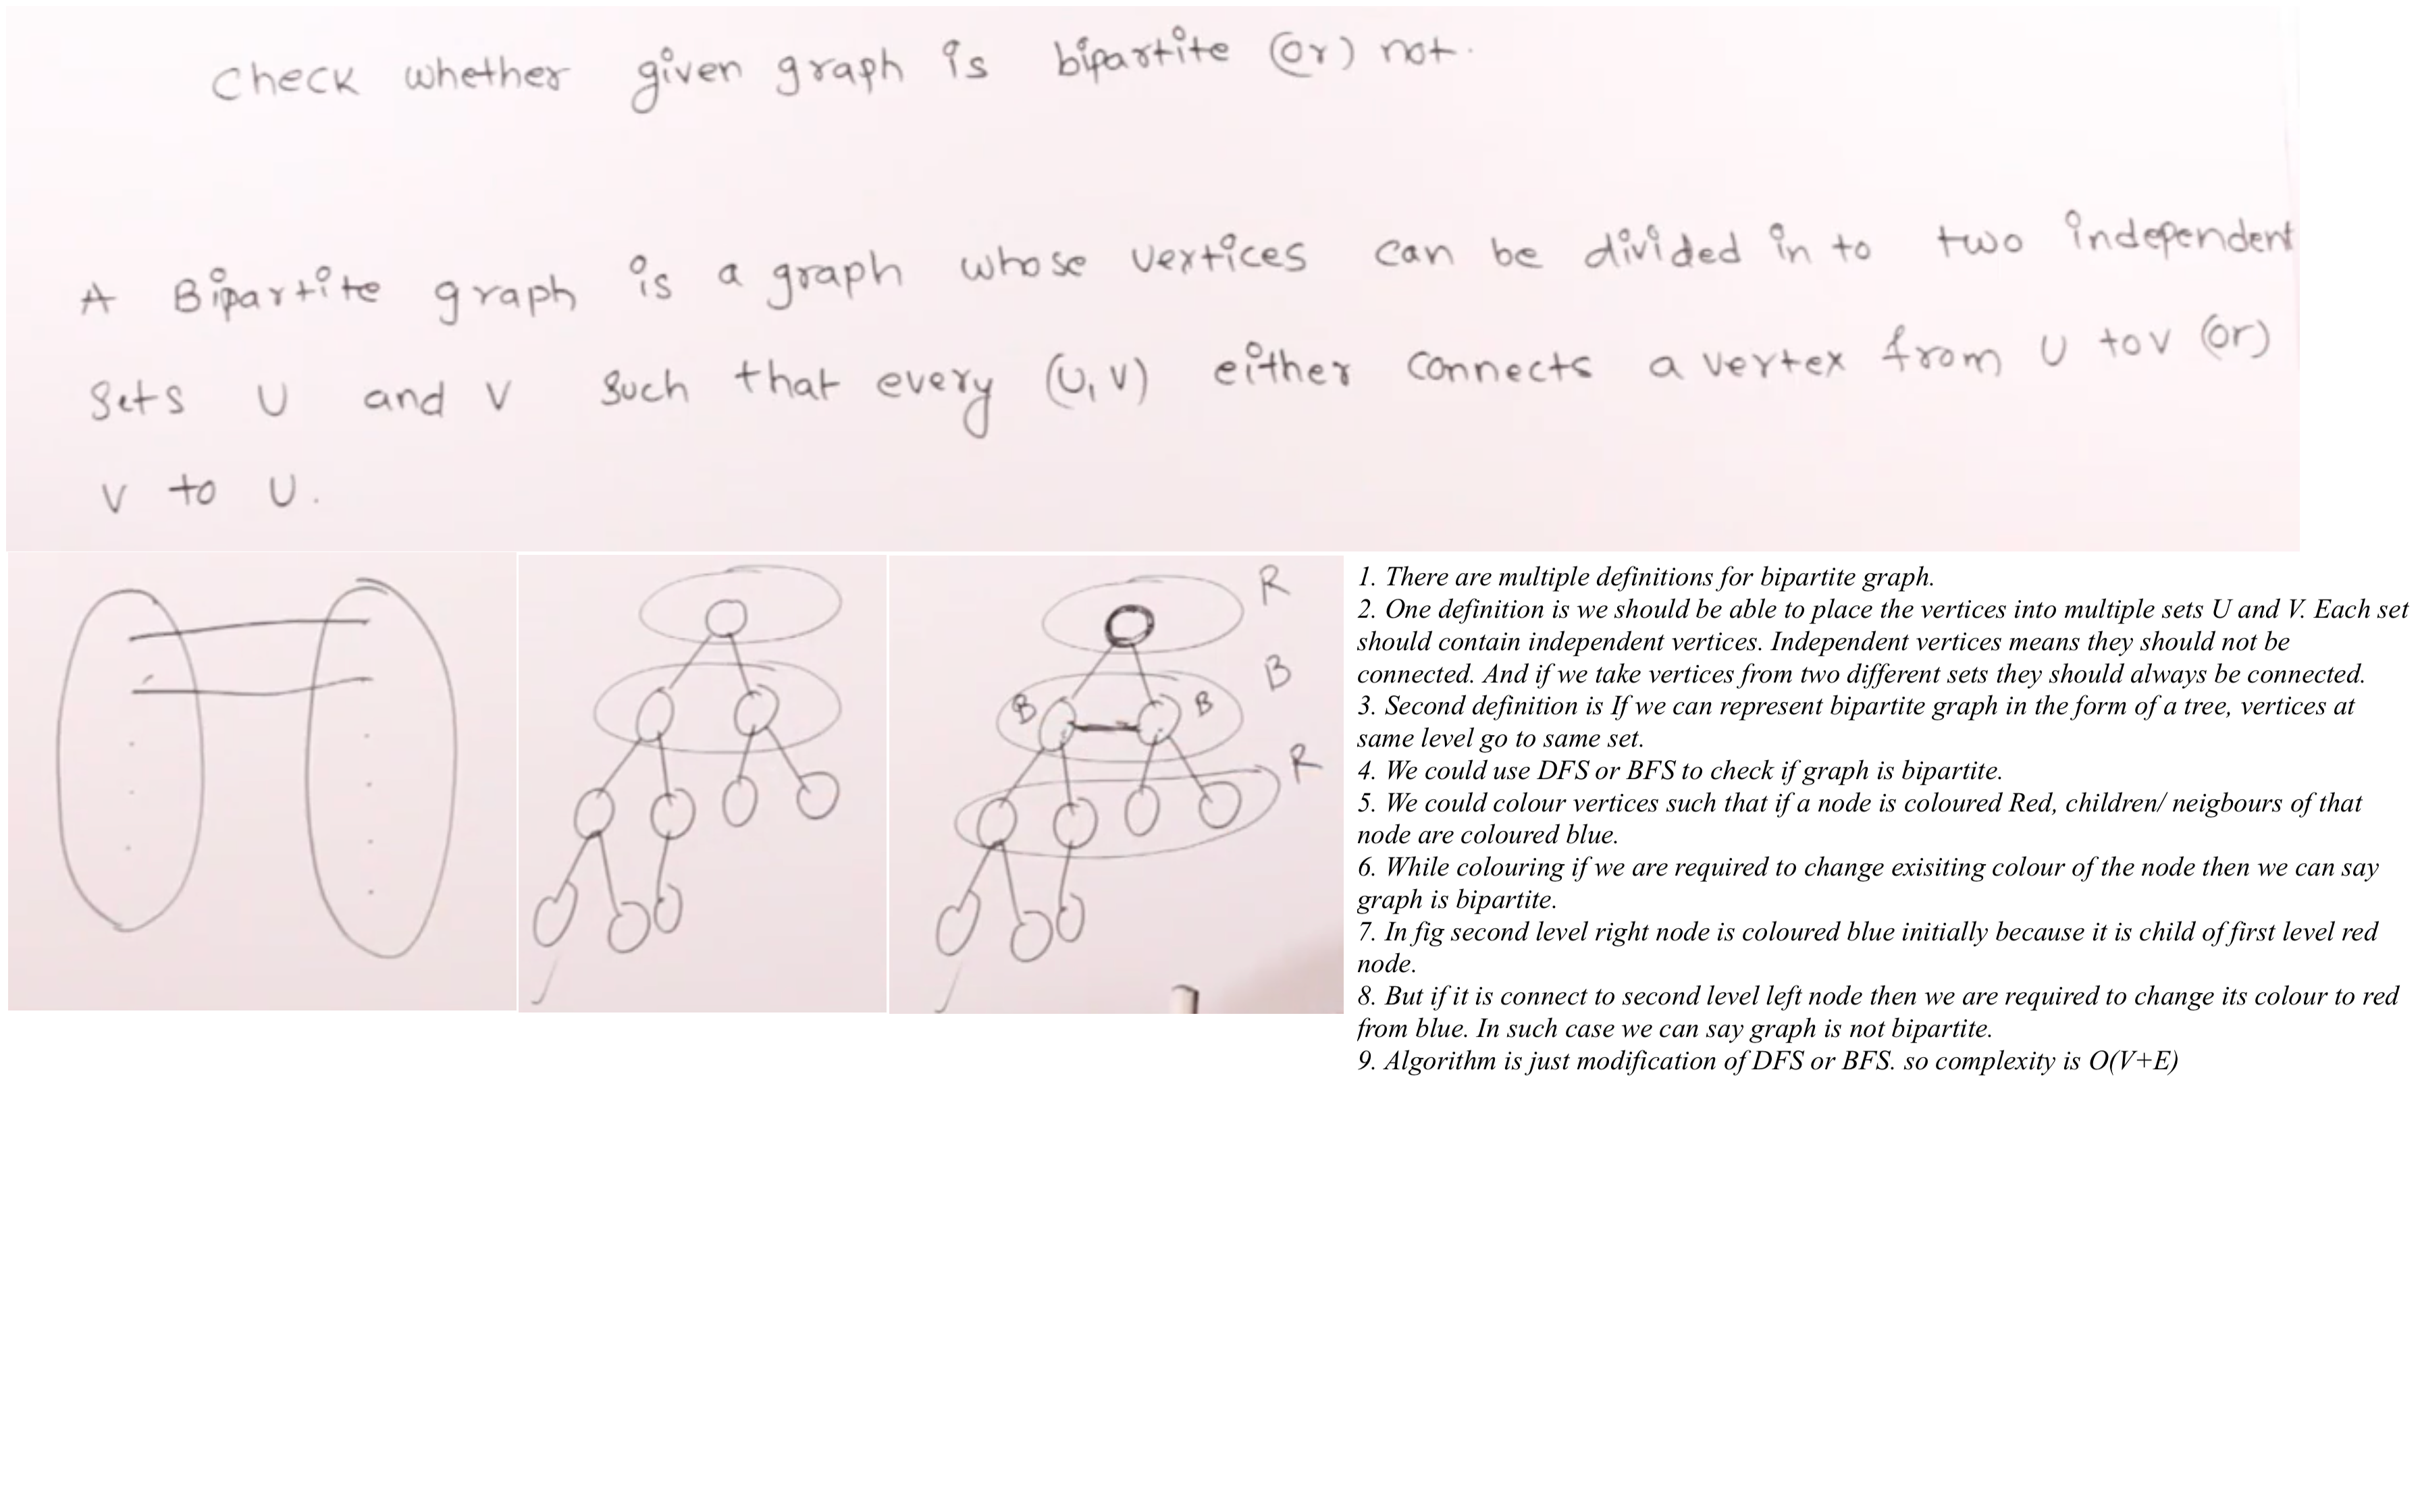 Check whether given graph is bipartite (or) not.
A Bipartite graph is a graph whose vertices can be divided in to two independent
Sets U and V such that every (U, V) either connects a vertex from U to V (or)
V to U.
R
B
B B
R
1. There are multiple definitions for bipartite graph.
2. One definition is we should be able to place the vertices into multiple sets U and V. Each set
should contain independent vertices. Independent vertices means they should not be
connected. And if we take vertices from two different sets they should always be connected.
3. Second definition is If we can represent bipartite graph in the form of a tree, vertices at
same level go to same set.
4. We could use DFS or BFS to check if graph is bipartite.
5. We could colour vertices such that if a node is coloured Red, children/ neigbours of that
node are coloured blue.
6. While colouring if we are required to change exisiting colour of the node then we can say
graph is bipartite.
7. In fig second level right node is coloured blue initially because it is child of first level red
node.
8. But if it is connect to second level left node then we are required to change its colour to red
from blue. In such case we can say graph is not bipartite.
9. Algorithm is just modification of DFS or BFS. so complexity is O(V+E)